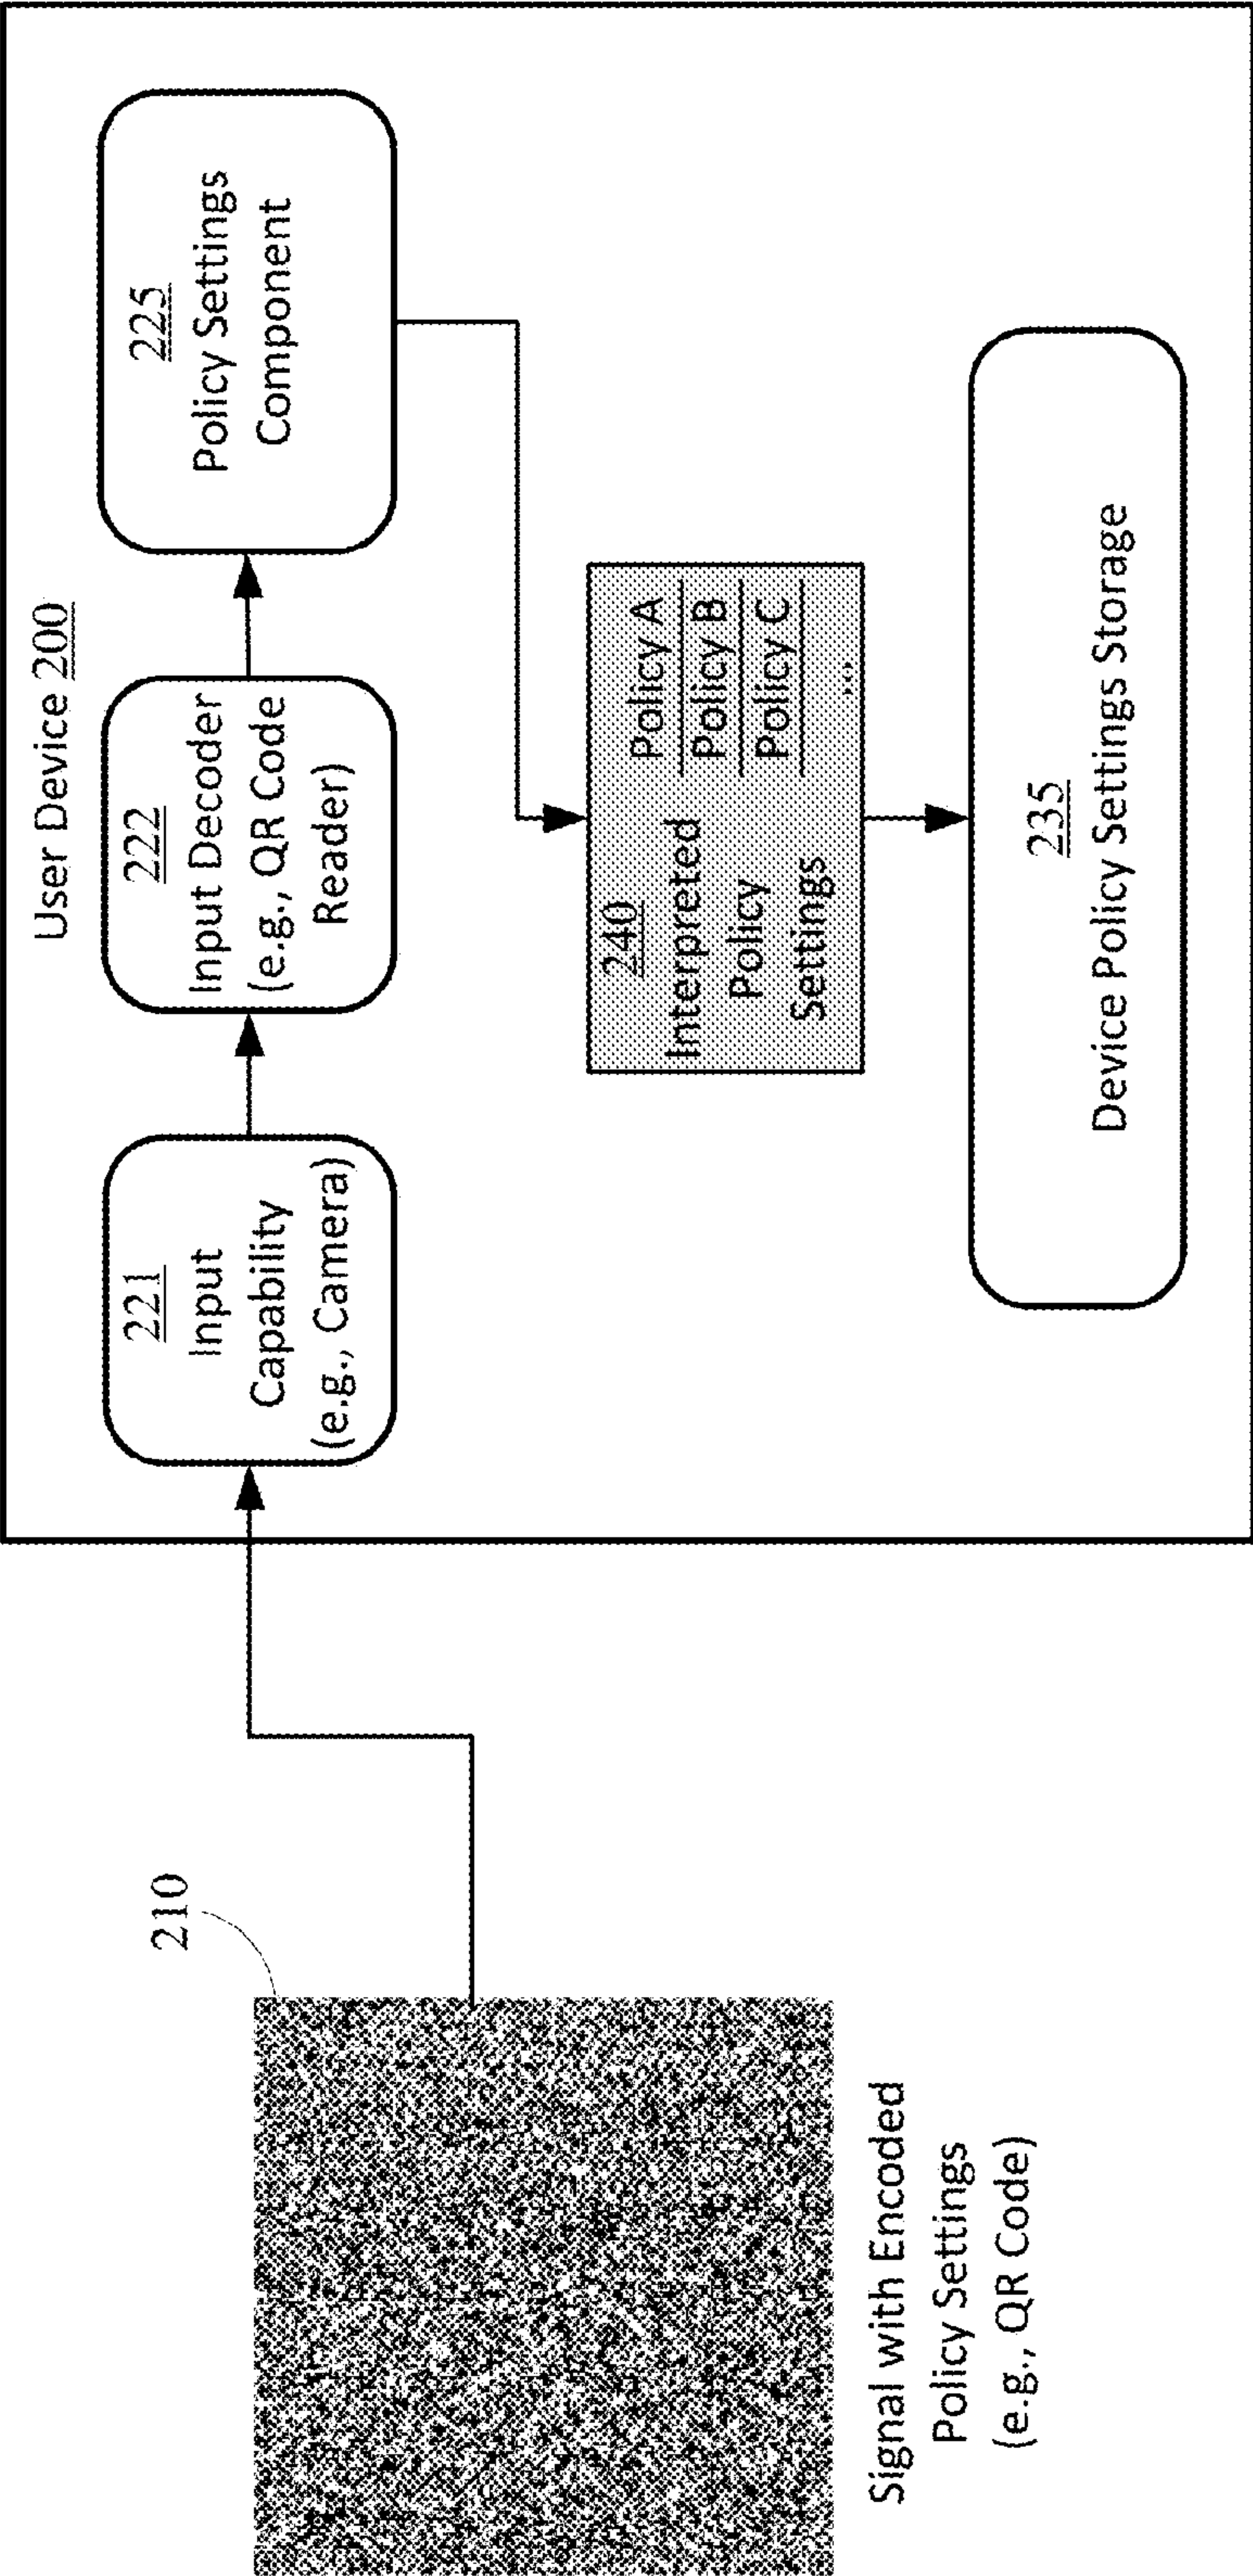 User Device 200
210
Signal with Encoded
Policy Settings
(e.g., QR Code)
221
Input
Capability
(e.g., Camera)
222
Input Decoder
(e.g., QR Code
Reader)
225
Policy Settings
Component
240
Interpreted
Policy
Settings
Policy A
Policy B
Policy C
...
235
Device Policy Settings Storage